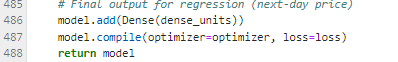 485 # Final output for regression (next-day price)
486 model.add(Dense(dense_units))
487 model.compile(optimizer=optimizer, loss=loss)
488 return model